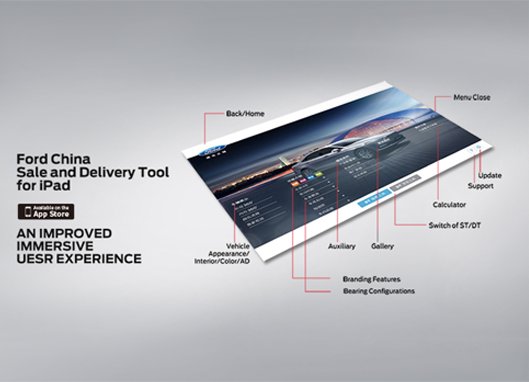 Back/Home
Menu Close
Ford China
Sale and Delivery Tool
for iPad
Available on the
App Store
AN IMPROVED
IMMERSIVE
UESR EXPERIENCE
Ford
Update
Support
Calculator
Switch of ST/DT
Vehicle
Appearance/
Interior/Color/AD
Auxiliary
Gallery
Branding Features
Bearing Configurations